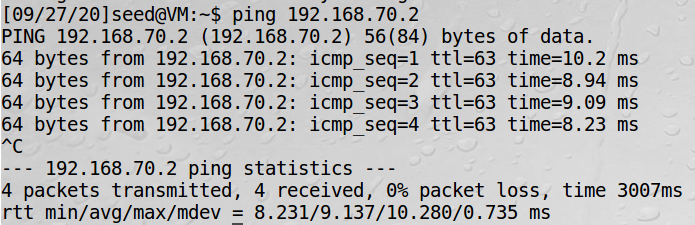 [09/27/20]seed@VM:~$ ping 192.168.70.2
PING 192.168.70.2 (192.168.70.2) 56(84) bytes of data.
64 bytes from 192.168.70.2: icmp_seq=1 ttl=63 time=10.2 ms
64 bytes from 192.168.70.2: icmp_seq=2 ttl=63 time=8.94 ms
64 bytes from 192.168.70.2: icmp_seq=3 ttl=63 time=9.09 ms
64 bytes from 192.168.70.2: icmp_seq=4 ttl=63 time=8.23 ms
^C
--- 192.168.70.2 ping statistics ---
4 packets transmitted, 4 received, 0% packet loss, time 3007ms
rtt min/avg/max/mdev = 8.231/9.137/10.280/0.735 ms